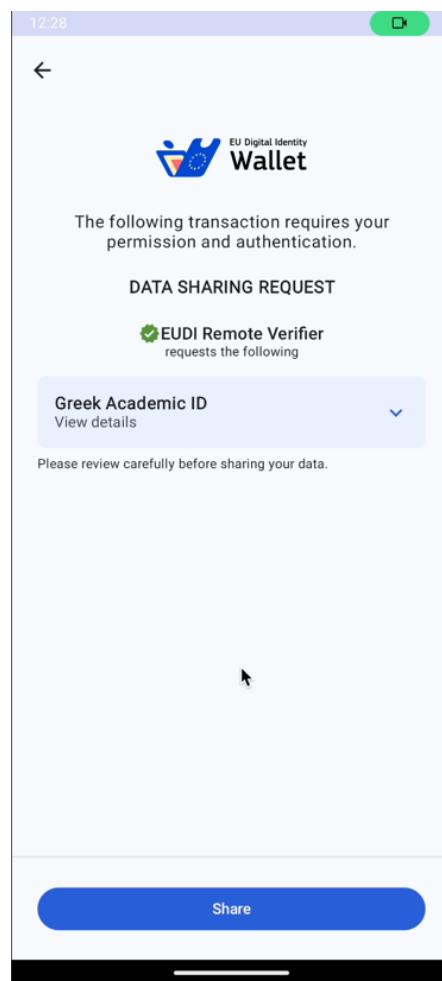 12:28
EU Digital Identity
Wallet
The following transaction requires your
permission and authentication.
DATA SHARING REQUEST
EUDI Remote Verifier
requests the following
Greek Academic ID
View details
Please review carefully before sharing your data.
Share